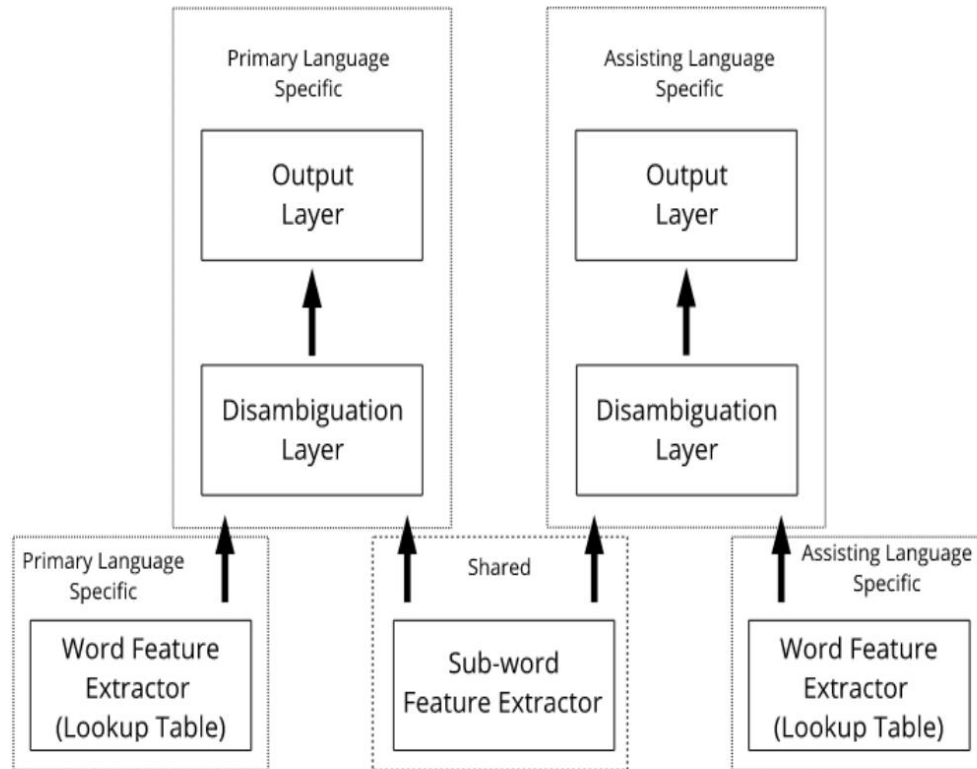 Primary Language
Specific
Output
Layer
Disambiguation
Layer
Assisting Language
Specific
Output
Layer
Disambiguation
Layer
Primary Language
Specific
Word Feature
Extractor
(Lookup Table)
Shared
Sub-word
Feature Extractor
Assisting Language
Specific
Word Feature
Extractor
(Lookup Table)